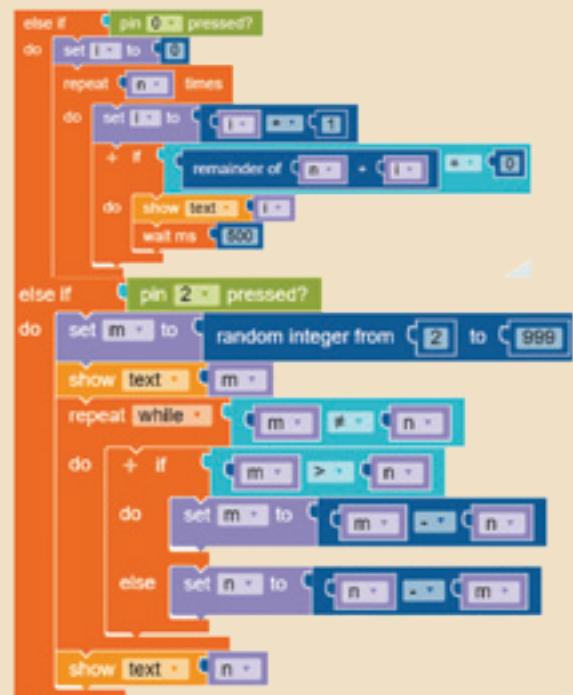 else if pin 0 pressed?
do set i to 0
repeat n times
do set i to i + 1
+ if remainder of n ÷ i = 0
do show text i
wait ms 500
else if pin 2 pressed?
do set m to random integer from 2 to 999
show text m
repeat while m ≠ n
do + if m > n
do set m to m - n
else set n to n - m
show text n